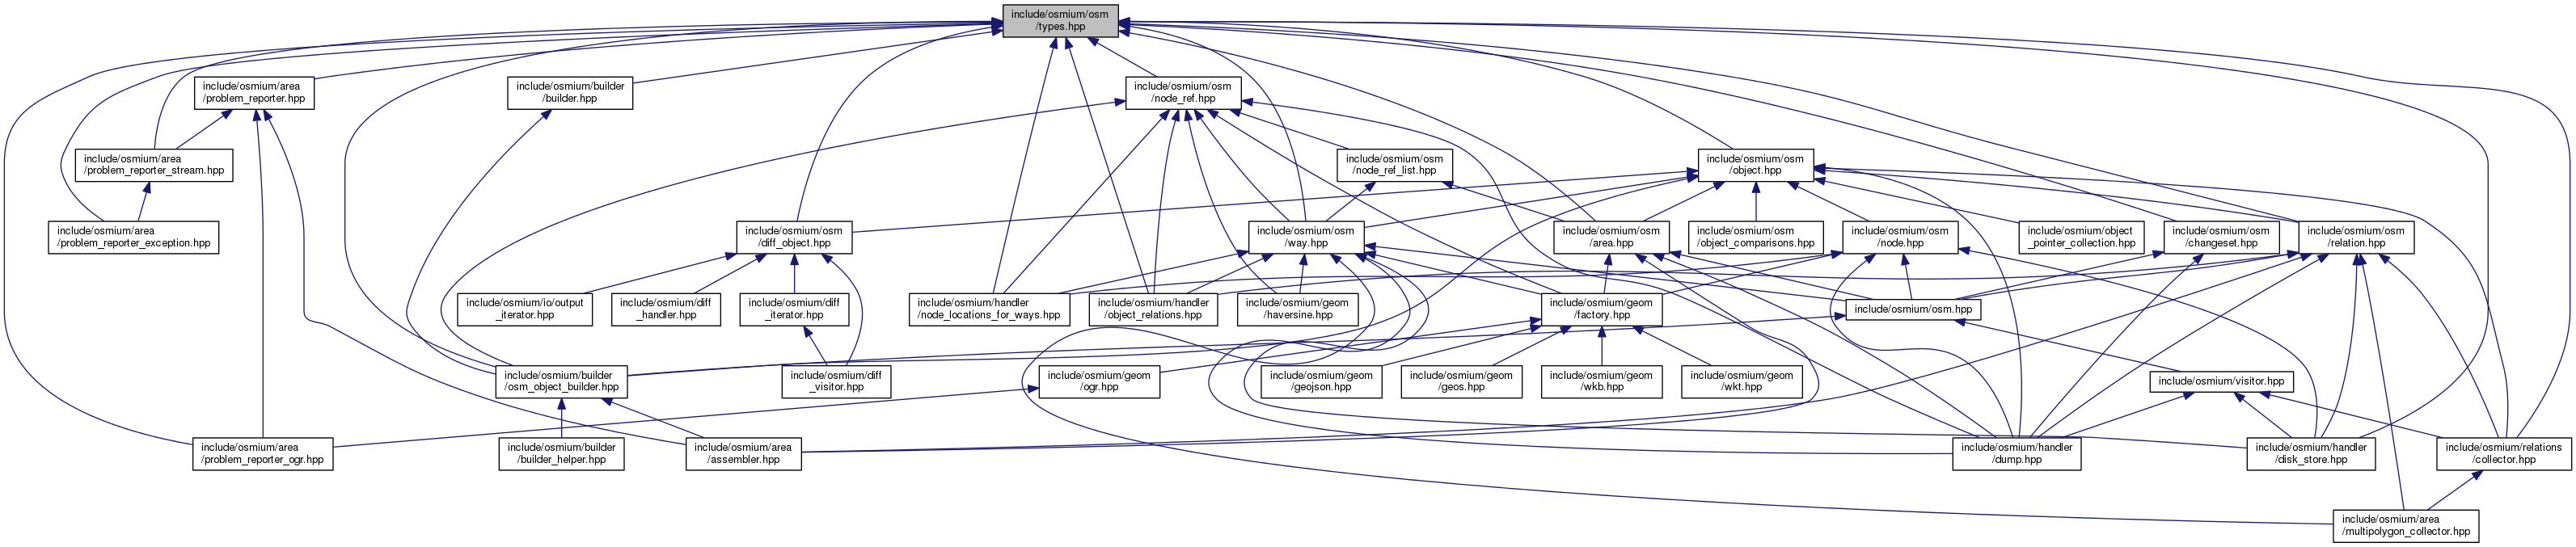 include/osmium/osm
/types.hpp
include/osmium/area
/problem_reporter.hpp
include/osmium/builder
/builder.hpp
include/osmium/osm
/node_ref.hpp
include/osmium/area
/problem_reporter_stream.hpp
include/osmium/osm
/node_ref_list.hpp
include/osmium/osm
/object.hpp
include/osmium/area
/problem_reporter_exception.hpp
include/osmium/osm
/diff_object.hpp
include/osmium/osm
/way.hpp
include/osmium/osm
/area.hpp
include/osmium/osm
/object_comparisons.hpp
include/osmium/osm
/node.hpp
include/osmium/object
_pointer_collection.hpp
include/osmium/osm
/changeset.hpp
include/osmium/osm
/relation.hpp
include/osmium/io/output
_iterator.hpp
include/osmium/diff
_handler.hpp
include/osmium/diff
_iterator.hpp
include/osmium/handler
/node_locations_for_ways.hpp
include/osmium/handler
/object_relations.hpp
include/osmium/geom
/haversine.hpp
include/osmium/geom
/factory.hpp
include/osmium/osm.hpp
include/osmium/builder
/osm_object_builder.hpp
include/osmium/diff
_visitor.hpp
include/osmium/geom
/ogr.hpp
include/osmium/geom
/geojson.hpp
include/osmium/geom
/geos.hpp
include/osmium/geom
/wkb.hpp
include/osmium/geom
/wkt.hpp
include/osmium/visitor.hpp
include/osmium/area
/problem_reporter_ogr.hpp
include/osmium/builder
/builder_helper.hpp
include/osmium/area
/assembler.hpp
include/osmium/handler
/dump.hpp
include/osmium/handler
/disk_store.hpp
include/osmium/relations
/collector.hpp
include/osmium/area
/multipolygon_collector.hpp